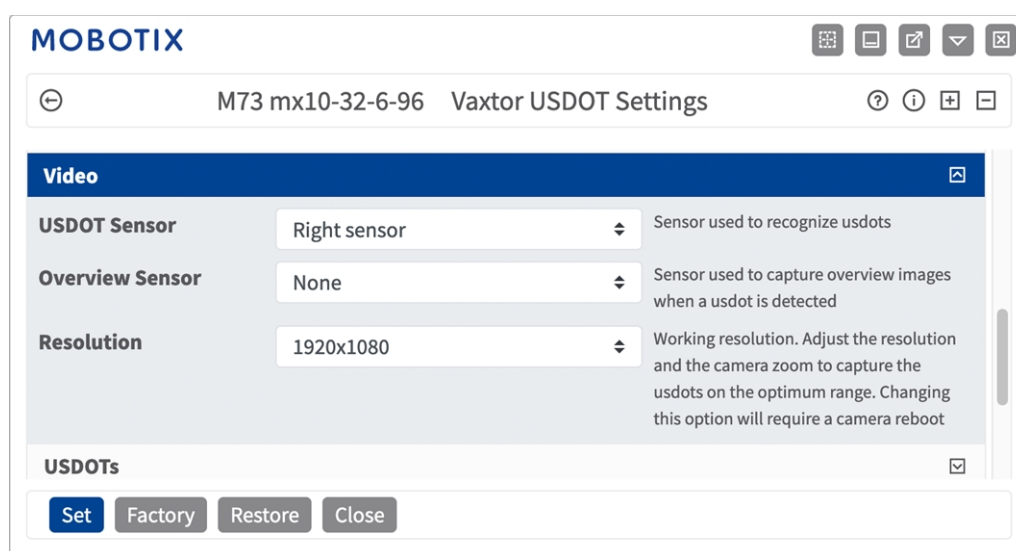 MOBOTIX
M73 mx10-32-6-96 Vaxtor USDOT Settings
Video
USDOT Sensor
Right sensor
Sensor used to recognize usdots
Overview Sensor
None
Sensor used to capture overview images
when a usdot is detected
Resolution
1920x1080
Working resolution. Adjust the resolution
and the camera zoom to capture the
usdots on the optimum range. Changing
this option will require a camera reboot
USDOTs
Set
Factory
Restore
Close